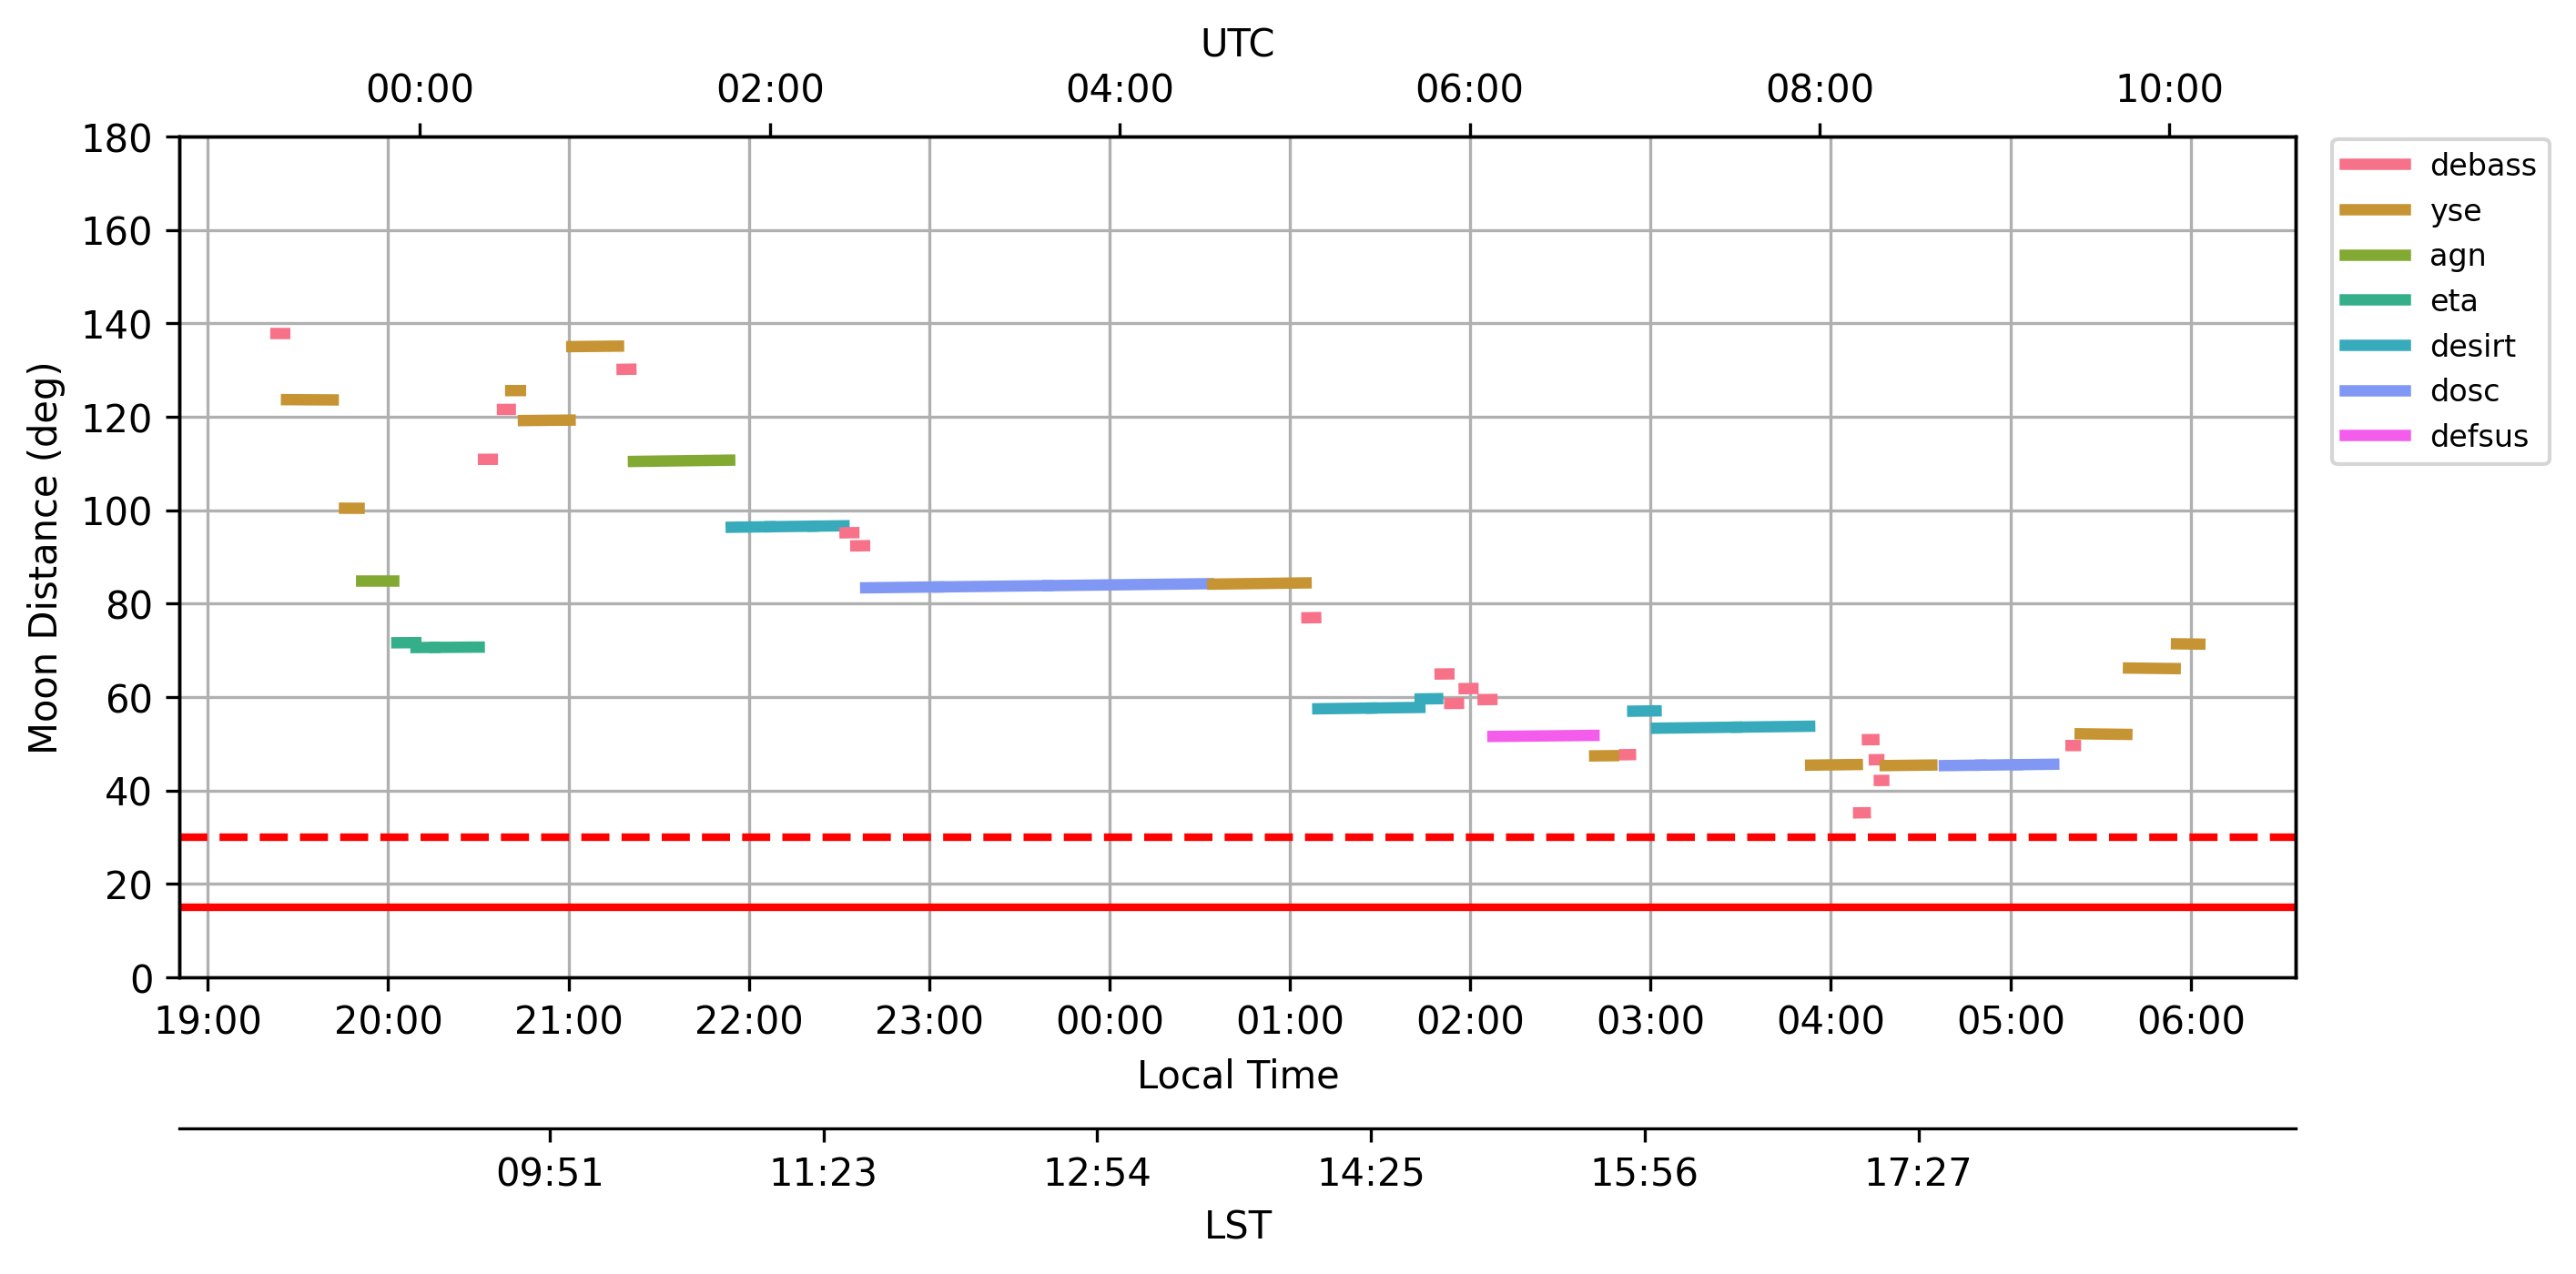 UTC
00:00 02:00 04:00 06:00 08:00 10:00
180
160
140
120
100
80
60
40
20
0
Moon Distance (deg)
debass
yse
agn
eta
desirt
dosc
defsus
19:00 20:00 21:00 22:00 23:00 00:00 01:00 02:00 03:00 04:00 05:00 06:00
Local Time
09:51 11:23 12:54 14:25 15:56 17:27
LST